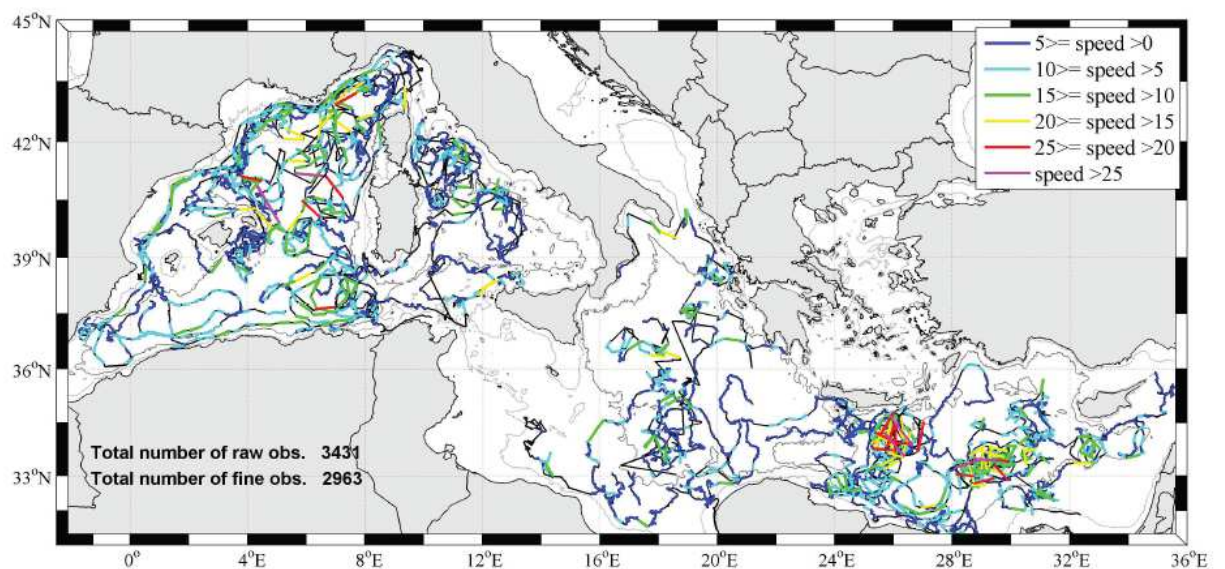 45°N
42°N
39°N
36°N
33°N
5>= speed >0
10>= speed >5
15>= speed >10
20>= speed >15
25>= speed >20
speed >25
Total number of raw obs. 3431
Total number of fine obs. 2963
0°
4°E
8°E
12°E
16°E
20°E
24°E
28°E
32°E
36°E